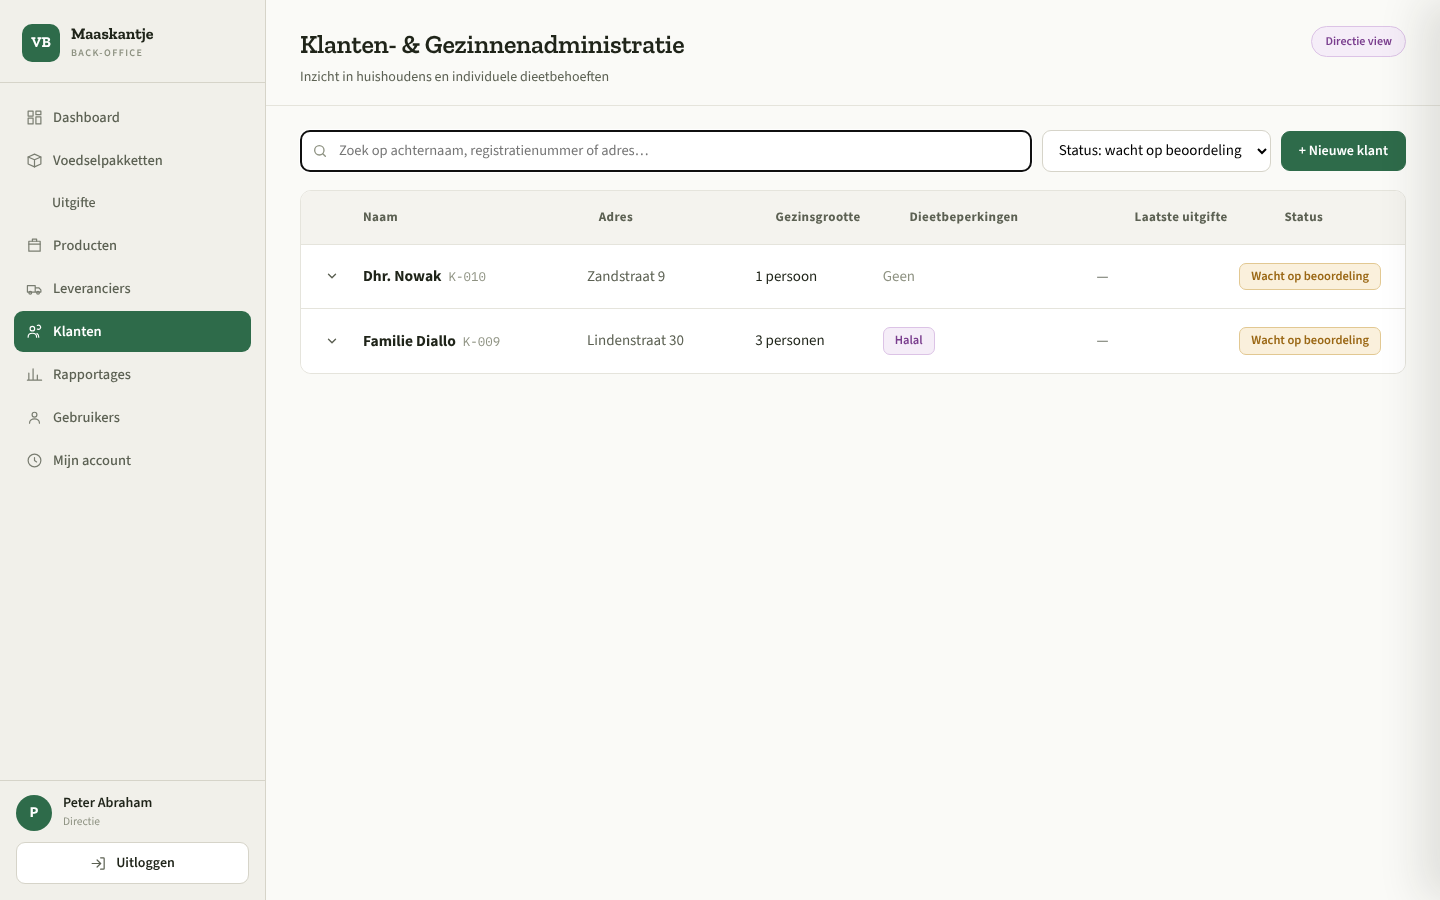 VB
Maaskantje
BACK-OFFICE
Dashboard
Voedselpakketten
Uitgifte
Producten
Leveranciers
Klanten
Rapportages
Gebruikers
Mijn account
Peter Abraham
P
Directie
Uitloggen
Klanten- & Gezinnenadministratie
Directie view
Inzicht in huishoudens en individuele dieetbehoeften
Zoek op achternaam, registratienummer of adres…
Status: wacht op beoordeling
+ Nieuwe klant
Naam Adres Gezinsgrootte Dieetbeperkingen Laatste uitgifte Status
Dhr. Nowak K-010 Zandstraat 9 1 persoon Geen — Wacht op beoordeling
Familie Diallo K-009 Lindenstraat 30 3 personen Halal — Wacht op beoordeling